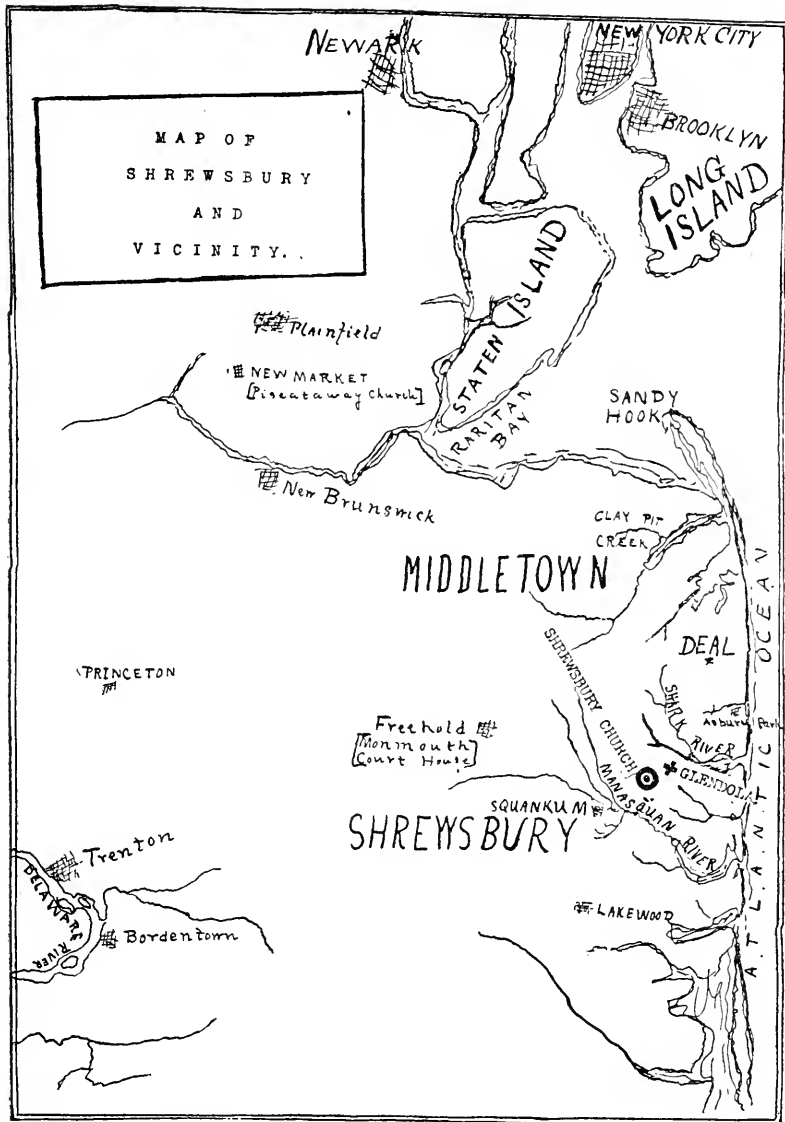 NEWARK
NEW YORK CITY
BROOKLYN
LONG
ISLAND
MAP OF
SHREWSBURY
AND
VICINITY..
STATEN ISLAND
Plainfield
NEW MARKET
[Piscataway Church]
RARITAN
BAY
SANDY
HOOK
New Brunswick
CLAY PIT
CREEK
MIDDLETOWN
ATLANTIC OCEAN
DEAL
PRINCETON
SHREWSBURY CHURCH
SHARK
RIVER
Asbury Park
Freehold
[Monmouth
Court House]
GLENDOLA
MANASQUAN RIVER
SQUANKUM
SHREWSBURY
Trenton
DELAWARE
RIVER
Bordentown
LAKEWOOD